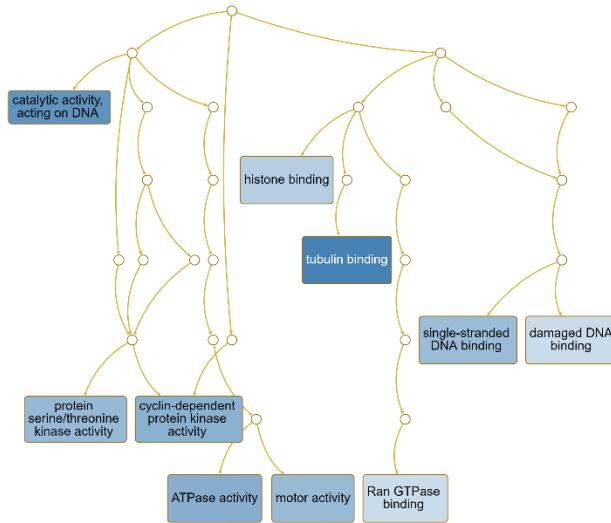 catalytic activity,
acting on DNA
histone binding
tubulin binding
single-stranded
DNA binding
damaged DNA
binding
protein
serine/threonine
kinase activity
cyclin-dependent
protein kinase
activity
ATPase activity
motor activity
Ran GTPase
binding